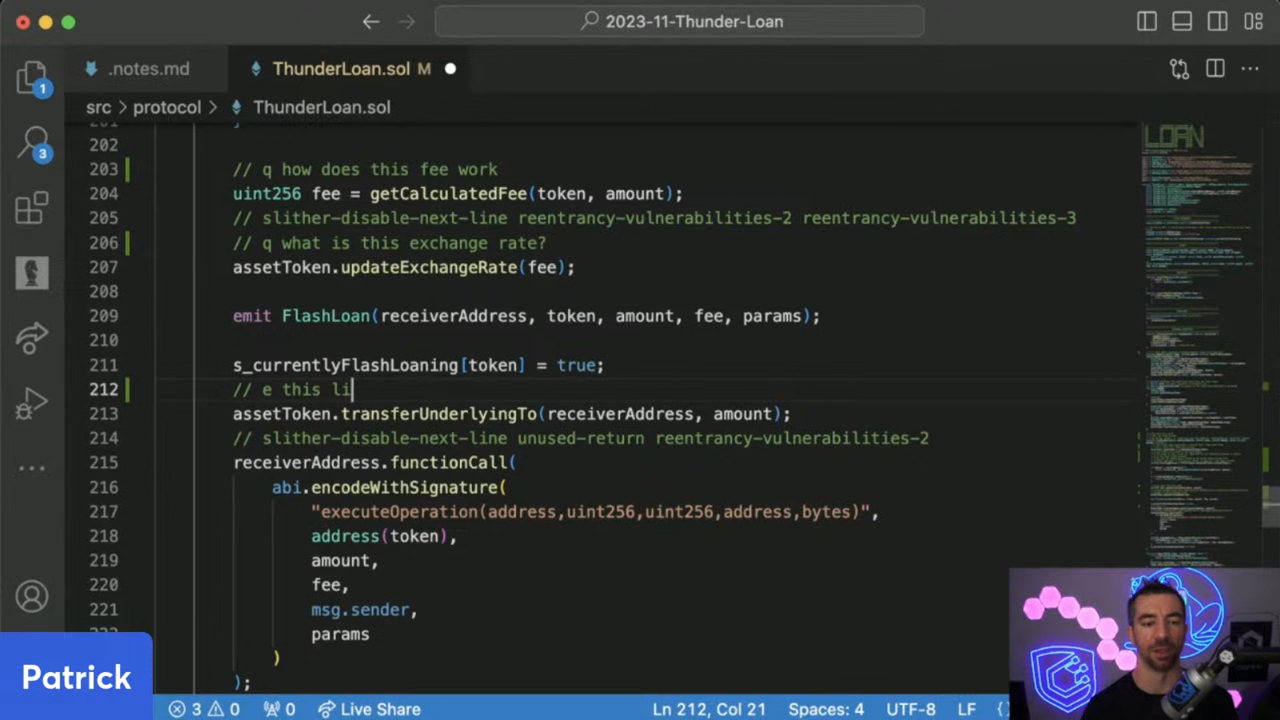 2023-11-Thunder-Loan
.notes.md
ThunderLoan.sol M
src > protocol > ThunderLoan.sol
202
203 // q how does this fee work
204 uint256 fee = getCalculatedFee(token, amount);
205 // slither-disable-next-line reentrancy-vulnerabilities-2 reentrancy-vulnerabilities-3
206 // q what is this exchange rate?
207 assetToken.updateExchangeRate(fee);
208
209 emit FlashLoan(receiverAddress, token, amount, fee, params);
210
211 s_currentlyFlashLoaning[token] = true;
212 // e this li
213 assetToken.transferUnderlyingTo(receiverAddress, amount);
214 // slither-disable-next-line unused-return reentrancy-vulnerabilities-2
215 receiverAddress.functionCall(
216 abi.encodeWithSignature(
217 "executeOperation(address,uint256,uint256,address,bytes)",
218 address(token),
219 amount,
220 fee,
221 msg.sender,
params
)
);
1
3
LOAN
Patrick
3 0 0 Live Share Ln 212, Col 21 Spaces: 4 UTF-8 LF